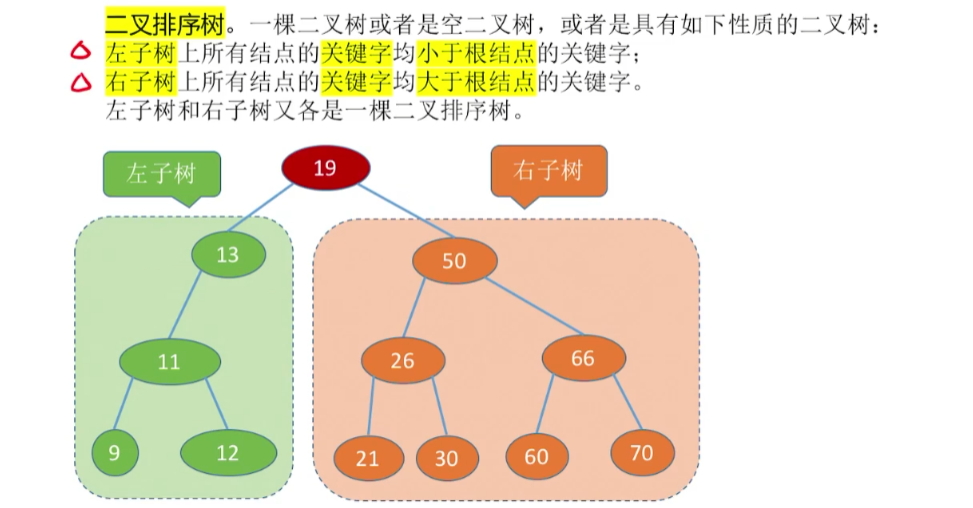 二叉排序树。一棵二叉树或者是空二叉树，或者是具有如下性质的二叉树：
左子树上所有结点的关键字均小于根结点的关键字；
右子树上所有结点的关键字均大于根结点的关键字。
左子树和右子树又各是一棵二叉排序树。
左子树
19
右子树
13
50
11
26
66
9
12
21
30
60
70